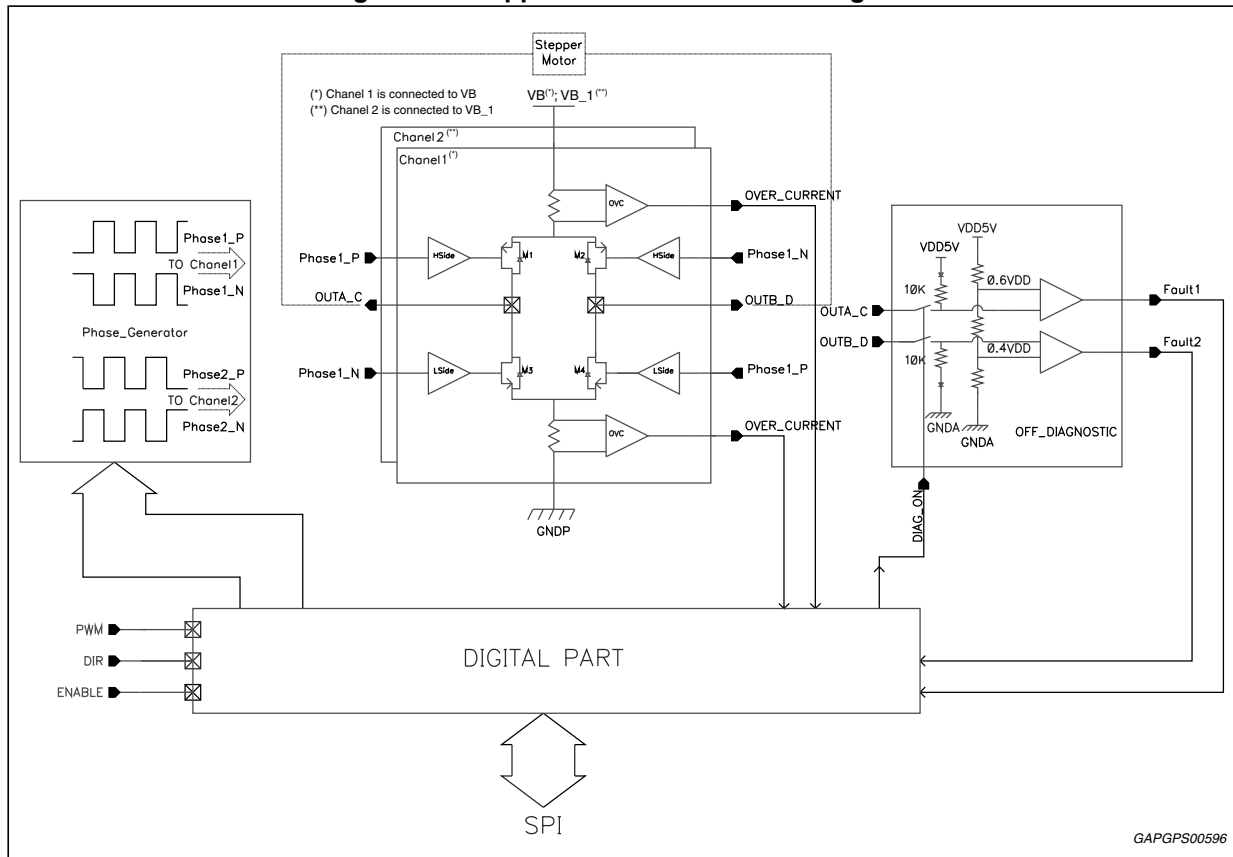 Stepper
Motor
(*) Chanel 1 is connected to VB
(**) Chanel 2 is connected to VB_1
VB(*); VB_1(**)
Chanel2(**)
Chanel1(*)
OVC
OVER_CURRENT
Phase1_P
HSide
M1
M2
HSide
Phase1_N
OUTA_C
OUTB_D
Phase1_N
LSide
M3
M4
LSide
Phase1_P
OVC
OVER_CURRENT
GNDP
Phase1_P
TO Chanel1
Phase1_N
Phase_Generator
Phase2_P
TO Chanel2
Phase2_N
VDD5V
VDD5V
10K
0.6VDD
OUTA_C
OUTB_D
10K
0.4VDD
GNDA
GNDA
OFF_DIAGNOSTIC
Fault1
Fault2
DIAG_ON
PWM
DIR
ENABLE
DIGITAL PART
SPI
GAPGPS00596